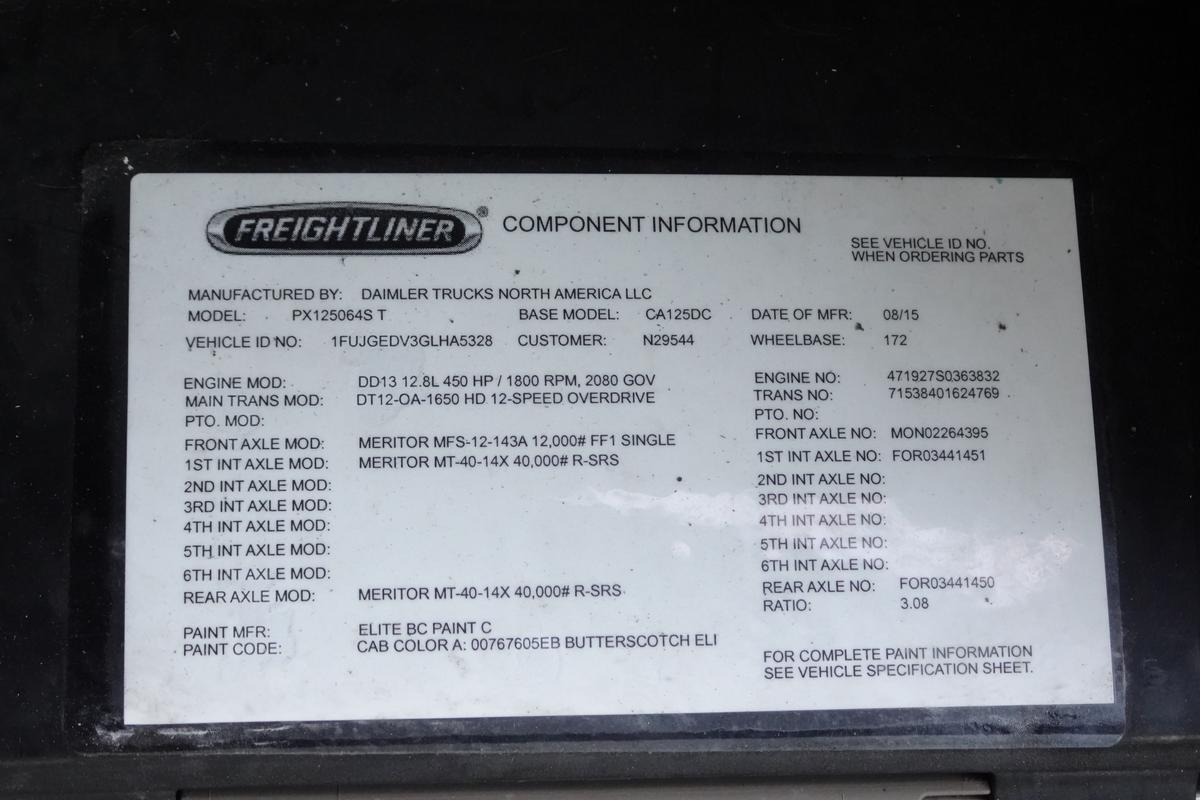 FREIGHTLINER® COMPONENT INFORMATION
SEE VEHICLE ID NO.
WHEN ORDERING PARTS
MANUFACTURED BY: DAIMLER TRUCKS NORTH AMERICA LLC
MODEL: PX125064S T BASE MODEL: CA125DC DATE OF MFR: 08/15
VEHICLE ID NO: 1FUJGEDV3GLHA5328 CUSTOMER: N29544 WHEELBASE: 172
ENGINE MOD: DD13 12.8L 450 HP / 1800 RPM, 2080 GOV ENGINE NO: 471927S0363832
MAIN TRANS MOD: DT12-OA-1650 HD 12-SPEED OVERDRIVE TRANS NO: 71538401624769
PTO. MOD: PTO. NO:
FRONT AXLE MOD: MERITOR MFS-12-143A 12,000# FF1 SINGLE FRONT AXLE NO: MON02264395
1ST INT AXLE MOD: MERITOR MT-40-14X 40,000# R-SRS 1ST INT AXLE NO: FOR03441451
2ND INT AXLE MOD: 2ND INT AXLE NO:
3RD INT AXLE MOD: 3RD INT AXLE NO:
4TH INT AXLE MOD: 4TH INT AXLE NO:
5TH INT AXLE MOD: 5TH INT AXLE NO:
6TH INT AXLE MOD: 6TH INT AXLE NO:
REAR AXLE MOD: MERITOR MT-40-14X 40,000# R-SRS REAR AXLE NO: FOR03441450
RATIO: 3.08
PAINT MFR: ELITE BC PAINT C
PAINT CODE: CAB COLOR A: 00767605EB BUTTERSCOTCH ELI
FOR COMPLETE PAINT INFORMATION
SEE VEHICLE SPECIFICATION SHEET.